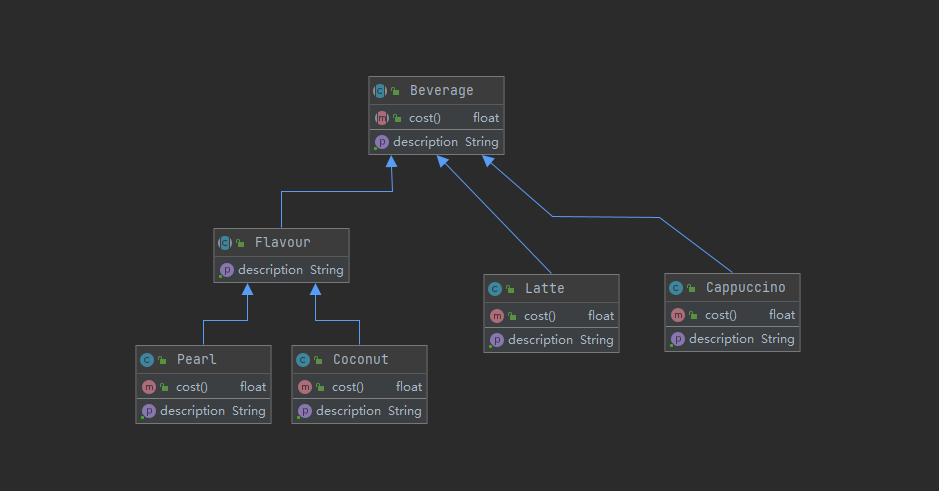 Beverage
cost() float
description String
Flavour
description String
Latte
cost() float
description String
Cappuccino
cost() float
description String
Pearl
cost() float
description String
Coconut
cost() float
description String